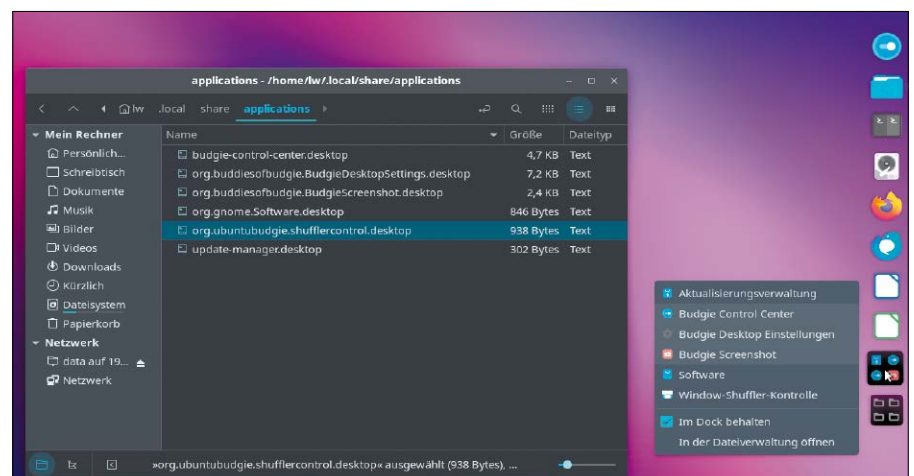 applications - /home/lw/.local/share/applications
lw .local share applications
Mein Rechner
Persönlich...
Schreibtisch
Dokumente
Musik
Bilder
Videos
Downloads
Kürzlich
Dateisystem
Papierkorb
Netzwerk
data auf 19...
Netzwerk
Name Größe Dateityp
budgie-control-center.desktop 4,7 KB Text
org.buddiesofbudgie.BudgieDesktopSettings.desktop 7,2 KB Text
org.buddiesofbudgie.BudgieScreenshot.desktop 2,4 KB Text
org.gnome.Software.desktop 846 Bytes Text
org.ubuntubudgie.shufflercontrol.desktop 938 Bytes Text
update-manager.desktop 302 Bytes Text
»org.ubuntubudgie.shufflercontrol.desktop« ausgewählt (938 Bytes), ...
Aktualisierungsverwaltung
Budgie Control Center
Budgie Desktop Einstellungen
Budgie Screenshot
Software
Window-Shuffler-Kontrolle
Im Dock behalten
In der Dateiverwaltung öffnen